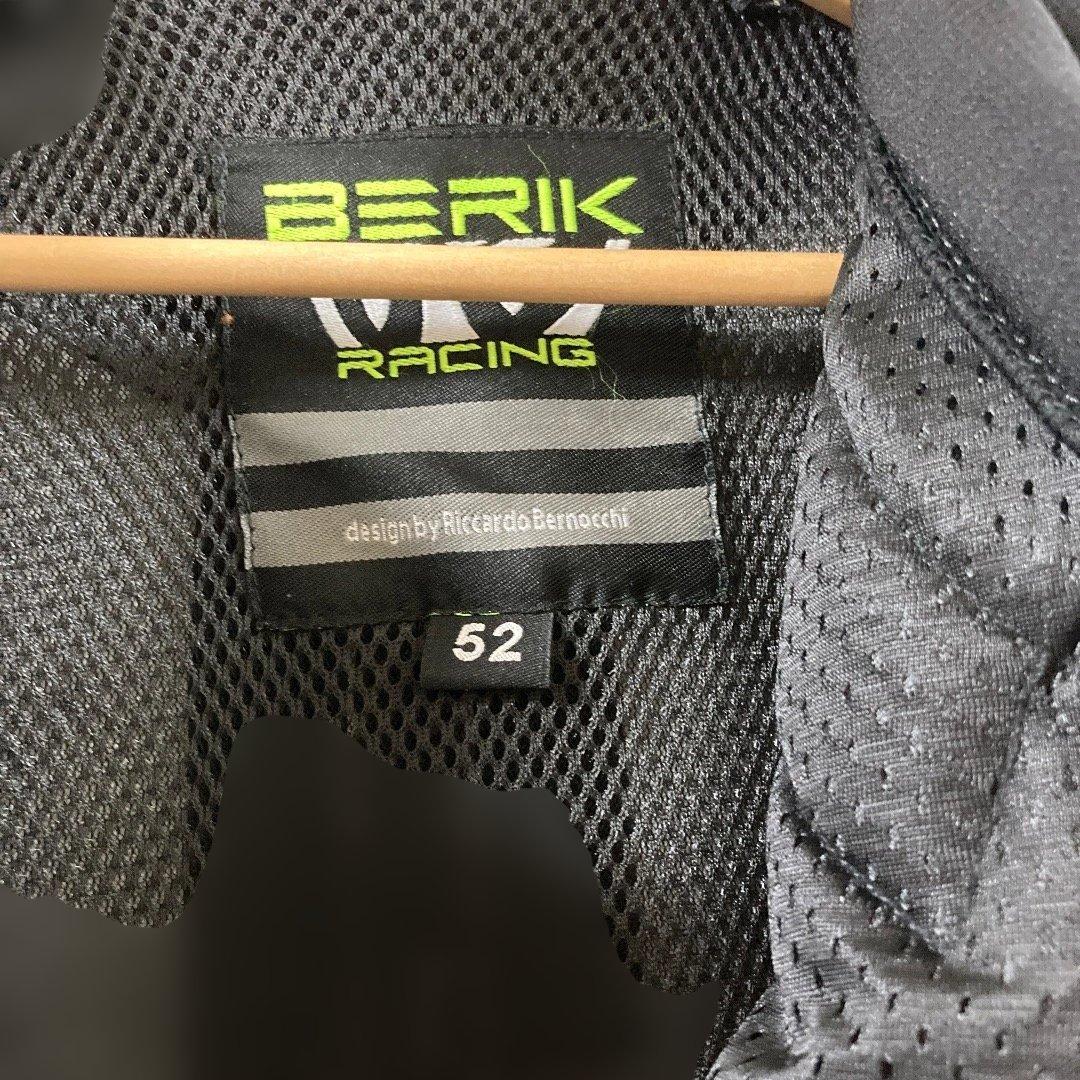 BERIK
RACING
design by Riccardo Bernocchi
52